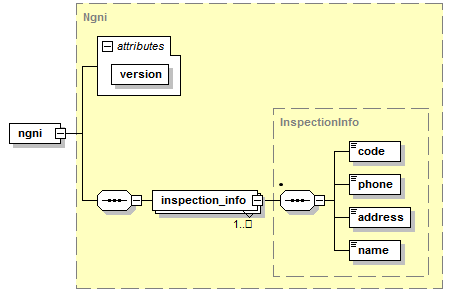 Ngni
attributes
version
ngni
InspectionInfo
inspection_info
1..□
code
phone
address
name